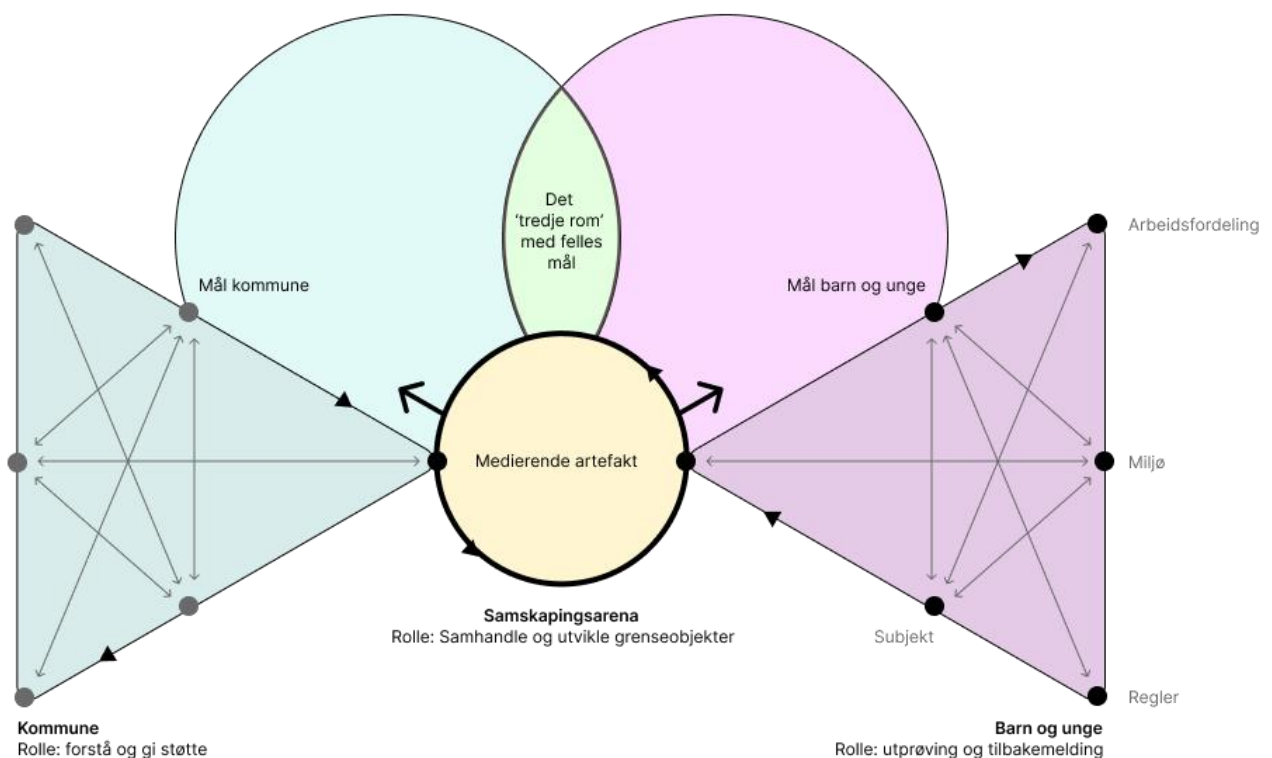 Det
‘tredje rom’
med felles
mål
Arbeidsfordeling
Mål kommune
Mål barn og unge
Medierende artefakt
Miljø
Samskapingsarena
Rolle: Samhandle og utvikle grenseobjekter
Subjekt
Regler
Kommune
Rolle: forstå og gi støtte
Barn og unge
Rolle: utprøving og tilbakemelding